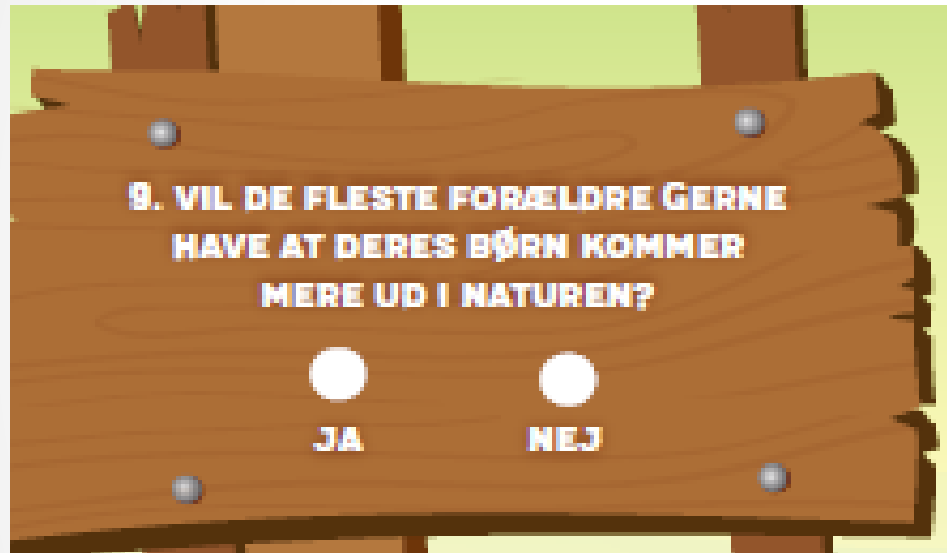 9. VIL DE FLESTE FORÆLDRE GERNE
HAVE AT DERES BØRN KOMMER
MERE UD I NATUREN?
JA NEJ